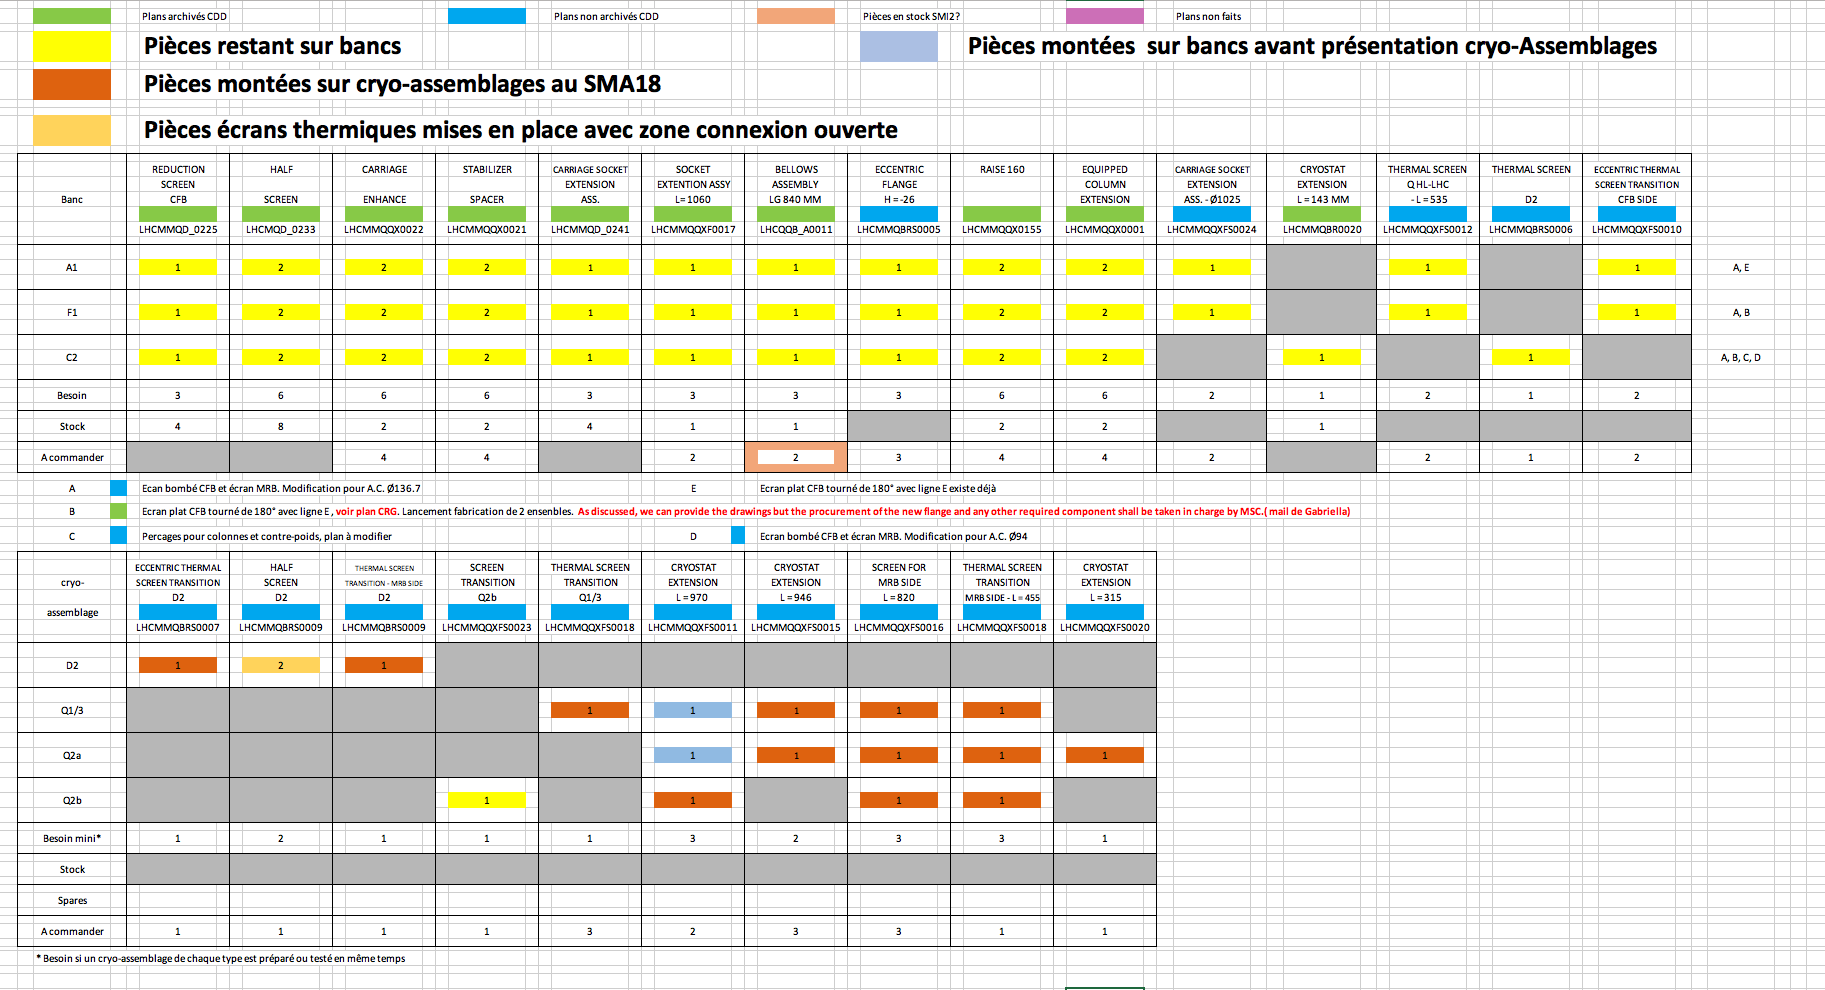 Plans archivés CDD Plans non archivés CDD Pièces en stock SMI2? Plans non faits
Pièces restant sur bancs Pièces montées sur bancs avant présentation cryo-Assemblages
Pièces montées sur cryo-assemblages au SMA18
Pièces écrans thermiques mises en place avec zone connexion ouverte
REDUCTION HALF CARRIAGE STABILIZER CARRIAGE SOCKET SOCKET BELLOWS ECCENTRIC RAISE 160 EQUIPPED CARRIAGE SOCKET CRYOSTAT THERMAL SCREEN THERMAL SCREEN ECCENTRIC THERMAL
SCREEN EXTENSION EXTENTION ASSY ASSEMBLY FLANGE COLUMN EXTENSION EXTENSION Q HL-LHC SCREEN TRANSITION
Banc CFB SCREEN ENHANCE SPACER ASS. L= 1060 LG 840 MM H = -26 EXTENSION ASS. - Ø1025 L = 143 MM - L = 535 D2 CFB SIDE
LHCMMQD_0225 LHCMQD_0233 LHCMMQQX0022 LHCMMQQX0021 LHCMMQD_0241 LHCMMQQXF0017 LHCQQB_A0011 LHCMMQBRS0005 LHCMMQQX0155 LHCMMQQX0001 LHCMMQQXFS0024 LHCMMQBR0020 LHCMMQQXFS0012 LHCMMQBRS0006 LHCMMQQXFS0010
A1 1 2 2 2 1 1 1 1 2 2 1 1 1 A, E
F1 1 2 2 2 1 1 1 1 2 2 1 1 1 A, B
C2 1 2 2 2 1 1 1 1 2 2 1 1 A, B, C, D
Besoin 3 6 6 6 3 3 3 3 6 6 2 1 2 1 2
Stock 4 8 2 2 4 1 1 2 2 1
A commander 4 4 2 2 3 4 4 2 2 1 2
A Ecan bombé CFB et écran MRB. Modification pour A.C. Ø136.7 E Ecran plat CFB tourné de 180° avec ligne E existe déjà
B Ecran plat CFB tourné de 180° avec ligne E , voir plan CRG. Lancement fabrication de 2 ensenbles. As discussed, we can provide the drawings but the procurement of the new flange and any other required component shall be taken in charge by MSC.( mail de Gabriella)
C Percages pour colonnes et contre-poids, plan à modifier D Ecran bombé CFB et écran MRB. Modification pour A.C. Ø94
ECCENTRIC THERMAL HALF THERMAL SCREEN SCREEN THERMAL SCREEN CRYOSTAT CRYOSTAT SCREEN FOR THERMAL SCREEN CRYOSTAT
cryo- SCREEN TRANSITION SCREEN TRANSITION - MRB SIDE TRANSITION TRANSITION EXTENSION EXTENSION MRB SIDE TRANSITION EXTENSION
D2 D2 D2 Q2b Q1/3 L = 970 L = 946 L = 820 MRB SIDE - L = 455 L = 315
assemblage
LHCMMQBRS0007 LHCMMQBRS0009 LHCMMQBRS0009 LHCMMQQXFS0023 LHCMMQQXFS0018 LHCMMQQXFS0011 LHCMMQQXFS0015 LHCMMQQXFS0016 LHCMMQQXFS0018 LHCMMQQXFS0020
D2 1 2 1
Q1/3 1 1 1 1 1
Q2a 1 1 1 1 1
Q2b 1 1 1 1
Besoin mini* 1 2 1 1 1 3 2 3 3 1
Stock
Spares
A commander 1 1 1 1 3 2 3 3 1 1
* Besoin si un cryo-assemblage de chaque type est préparé ou testé en même temps